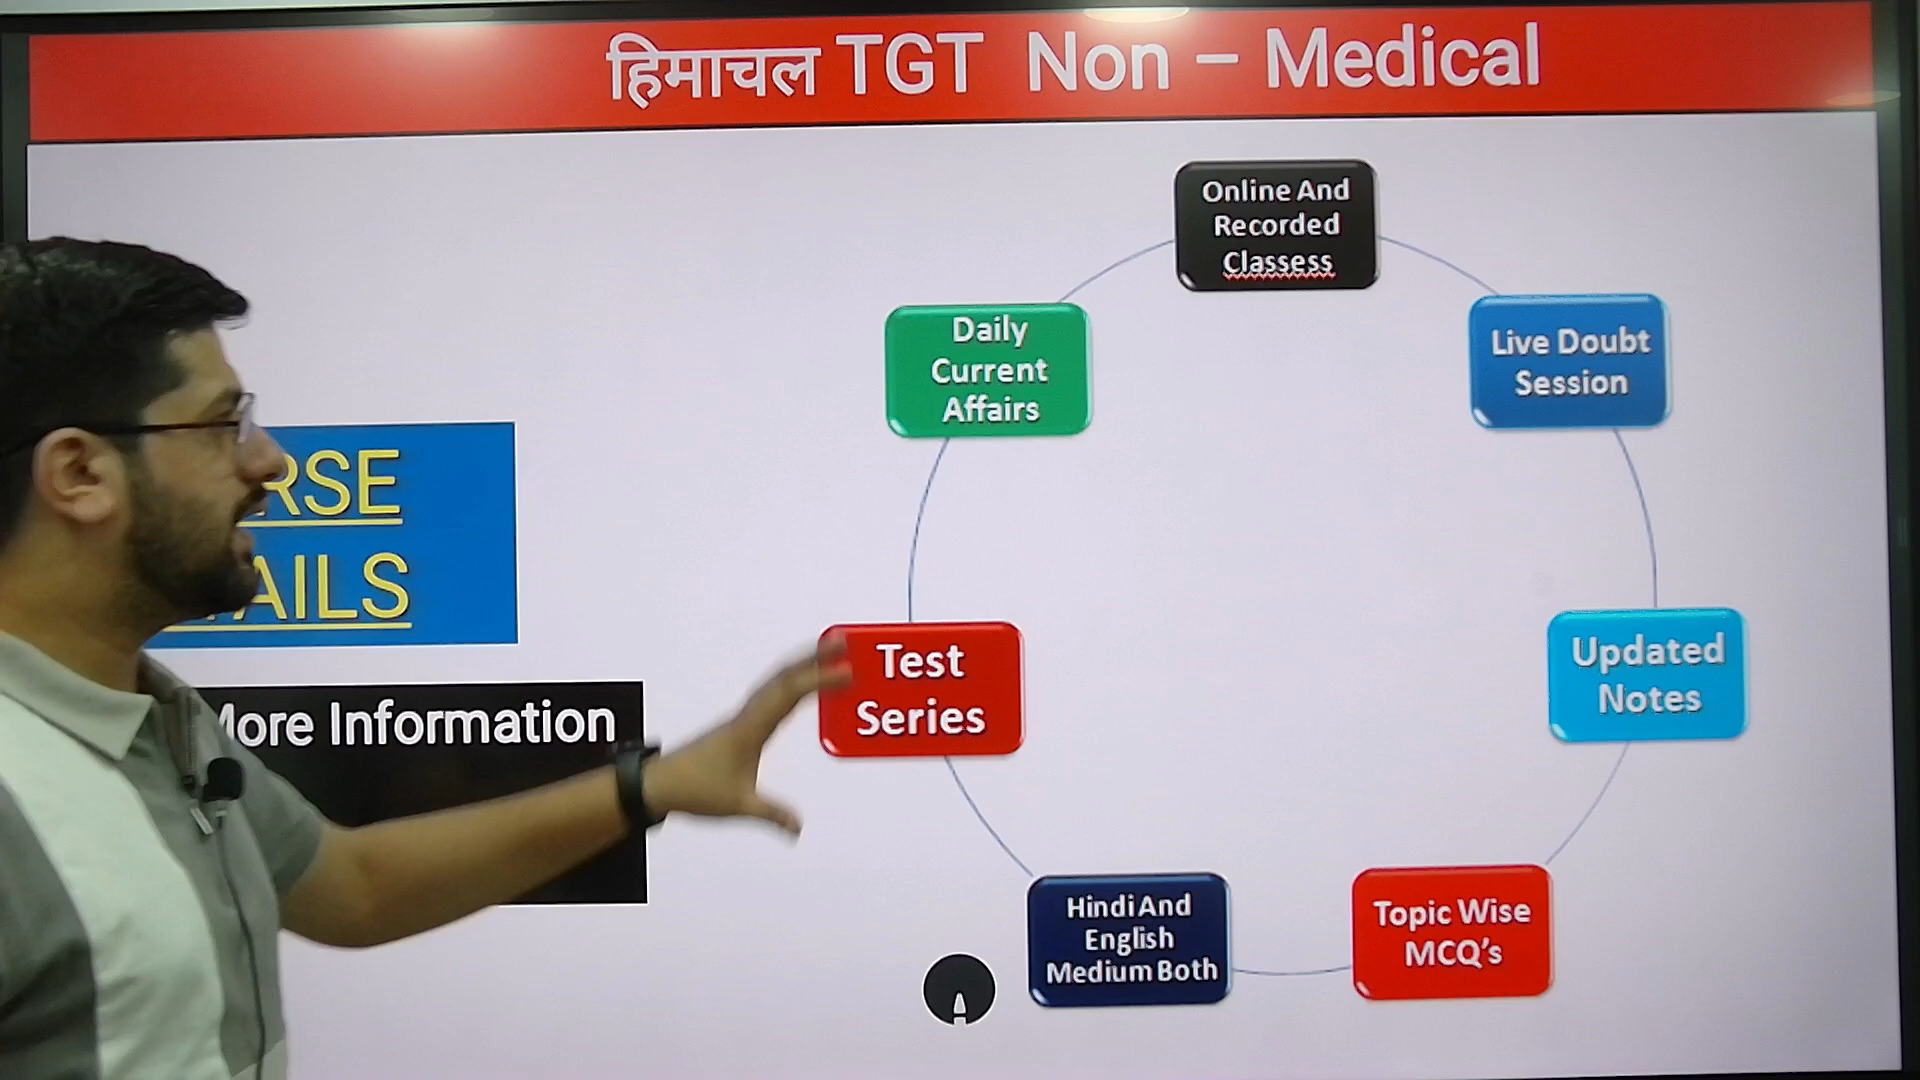 हिमाचल TGT Non – Medical
Online And
Recorded
Classess
Daily
Current
Affairs
Live Doubt
Session
RSE
AILS
Test
Series
Updated
Notes
More Information
Hindi And
English
Medium Both
Topic Wise
MCQ's